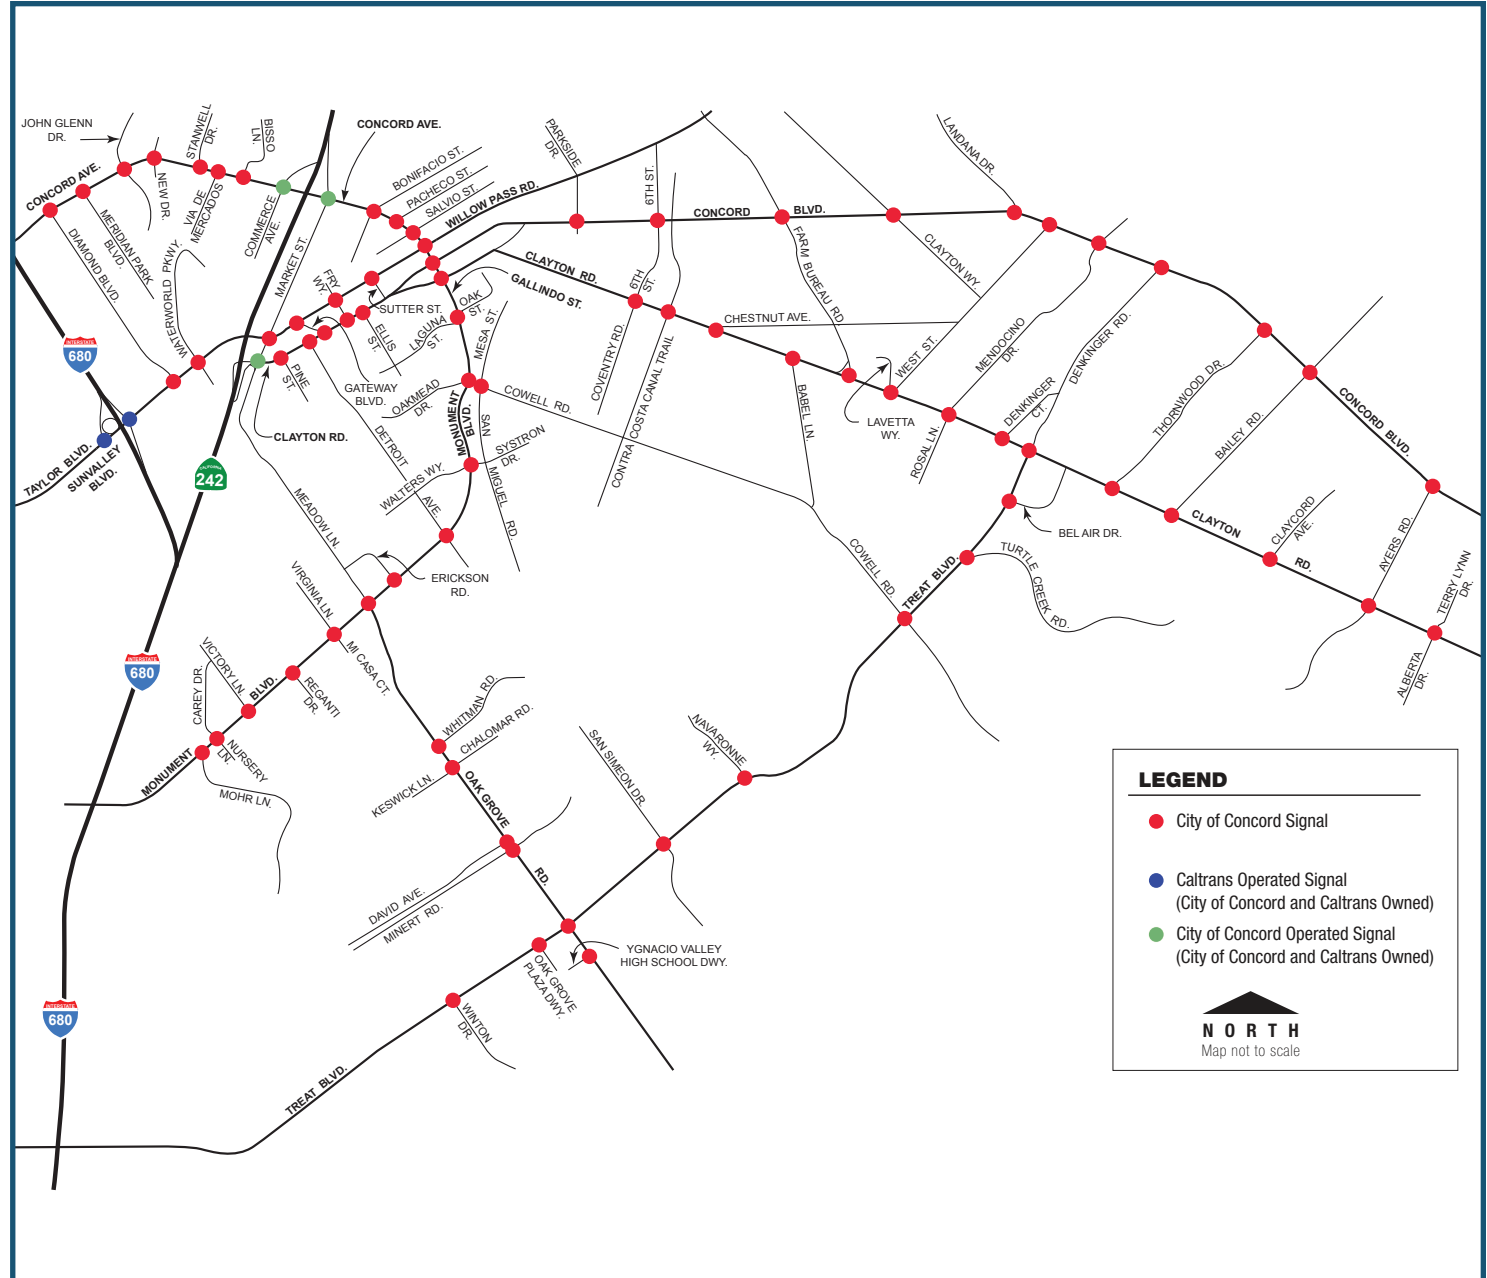 JOHN GLENN
DR.
CONCORD AVE.
NEW DR.
STANWELL
DR.
BISSO
LN.
VIA DE
MERCADOS
MERIDIAN PARK
BLVD.
DIAMOND BLVD.
WATERWORLD PKWY.
COMMERCE
AVE.
MARKET ST.
CONCORD AVE.
BONIFACIO ST.
PACHECO ST.
SALVIO ST.
WILLOW PASS RD.
PARKSIDE
DR.
6TH ST.
CONCORD
BLVD.
LANDANA DR.
CLAYTON WY.
FARM BUREAU RD.
CLAYTON RD.
GALLINDO ST.
6TH
ST.
FRY
WY.
SUTTER ST.
ELLIS
ST.
LAGUNA
ST.
OAK
ST.
MESA ST.
CHESTNUT AVE.
COVENTRY RD.
CONTRA COSTA CANAL TRAIL
WEST ST.
MENDOCINO
DR.
DENKINGER RD.
DENKINGER
CT.
THORNWOOD DR.
BAILEY RD.
CONCORD BLVD.
INTERSTATE
680
PINE
ST.
GATEWAY
BLVD.
OAKMEAD
DR.
MONUMENT
BLVD.
COWELL RD.
SAN
MIGUEL RD.
BABEL LN.
LAVETTA
WY.
ROSAL LN.
CLAYTON RD.
DETROIT
AVE.
SYSTRON
DR.
WALTERS WY.
TAYLOR BLVD.
SUNVALLEY
BLVD.
CALIFORNIA
242
MEADOW LN.
BEL AIR DR.
CLAYTON
RD.
CLAYCORD
AVE.
AYERS RD.
TERRY LYNN
DR.
ALBERTA
DR.
COWELL RD.
TREAT BLVD.
TURTLE CREEK RD.
ERICKSON
RD.
VIRGINIA LN.
MI CASA CT.
INTERSTATE
680
VICTORY LN.
CAREY DR.
BLVD.
REGANTI
DR.
NURSERY
LN.
MONUMENT
MOHR LN.
WHITMAN RD.
CHALOMAR RD.
KESWICK LN.
OAK GROVE
RD.
SAN SIMEON DR.
NAVARONNE
WY.
DAVID AVE.
MINERT RD.
YGNACIO VALLEY
HIGH SCHOOL DWY.
OAK GROVE
PLAZA DWY.
WINTON
DR.
INTERSTATE
680
TREAT BLVD.
LEGEND
City of Concord Signal
Caltrans Operated Signal
(City of Concord and Caltrans Owned)
City of Concord Operated Signal
(City of Concord and Caltrans Owned)
NORTH
Map not to scale